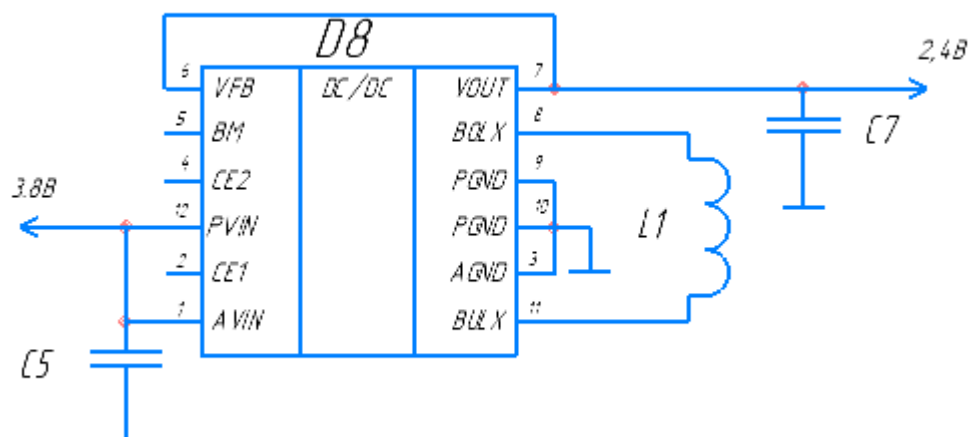 D8
6 VFB DC/DC VOUT 7 2,4В
5 BM BOLX 8 C7
4 CE2 PGND 9
3.8В
12 PVIN PGND 10 L1
2 CE1 AGND 3
1 AVIN BULX 11
C5